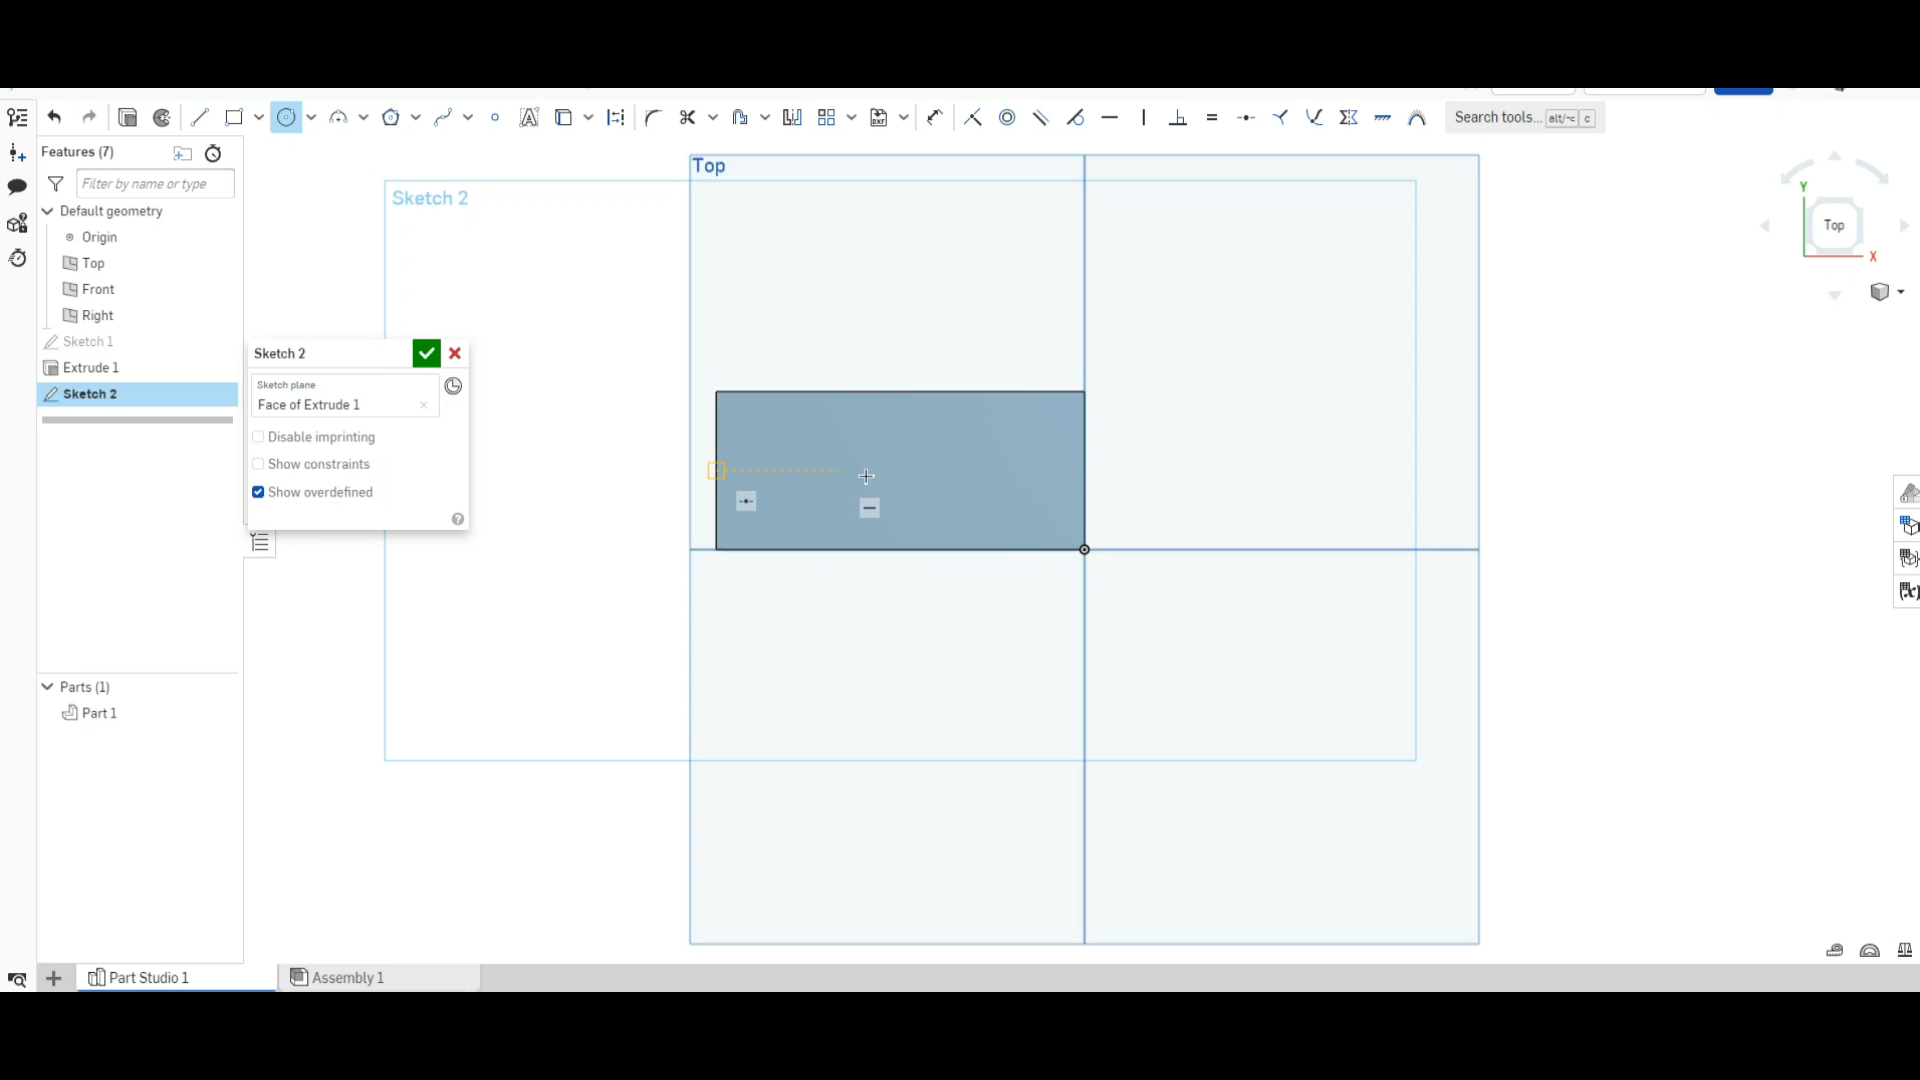 Search tools... alt/⌥ c
Features (7)
Filter by name or type
Default geometry
Origin
Top
Front
Right
Sketch 1
Extrude 1
Sketch 2
Sketch 2
Sketch plane
Face of Extrude 1
Disable imprinting
Show constraints
Show overdefined
Top
Sketch 2
Y
Top
X
Parts (1)
Part 1
Part Studio 1
Assembly 1